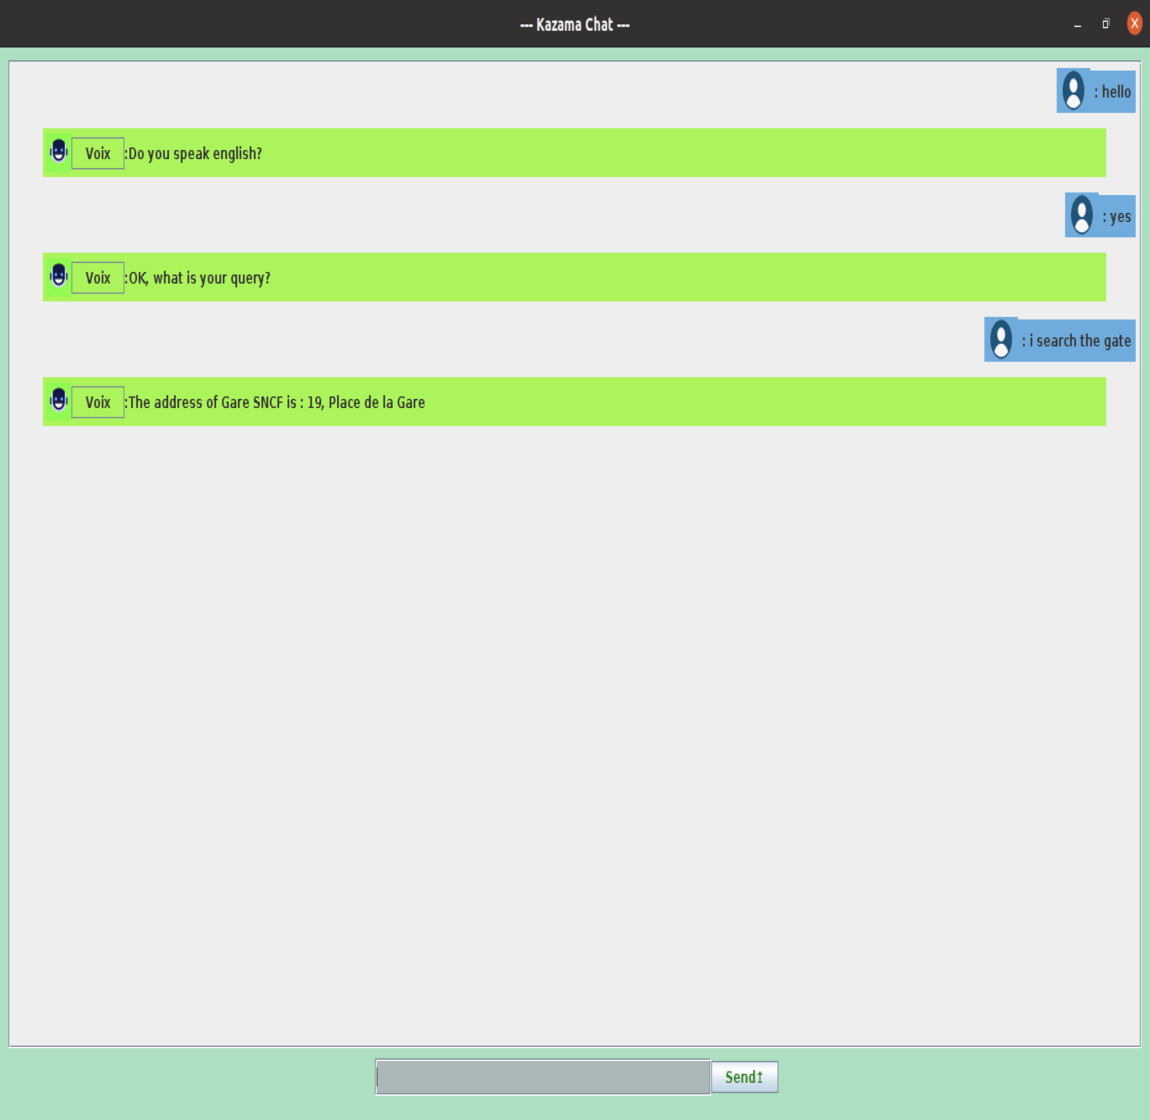 --- Kazama Chat ---
: hello
Voix :Do you speak english?
: yes
Voix :OK, what is your query?
: i search the gate
Voix :The address of Gare SNCF is : 19, Place de la Gare
Send↑